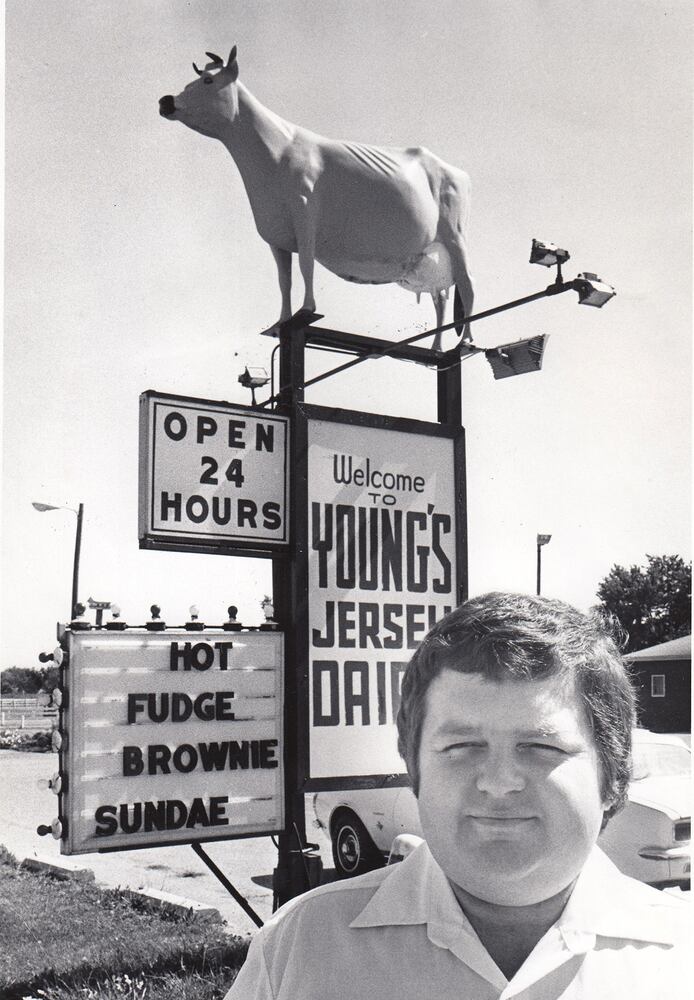 OPEN
24
HOURS
Welcome
TO
YOUNG'S
JERSEY
HOT
FUDGE
BROWNIE
SUNDAE